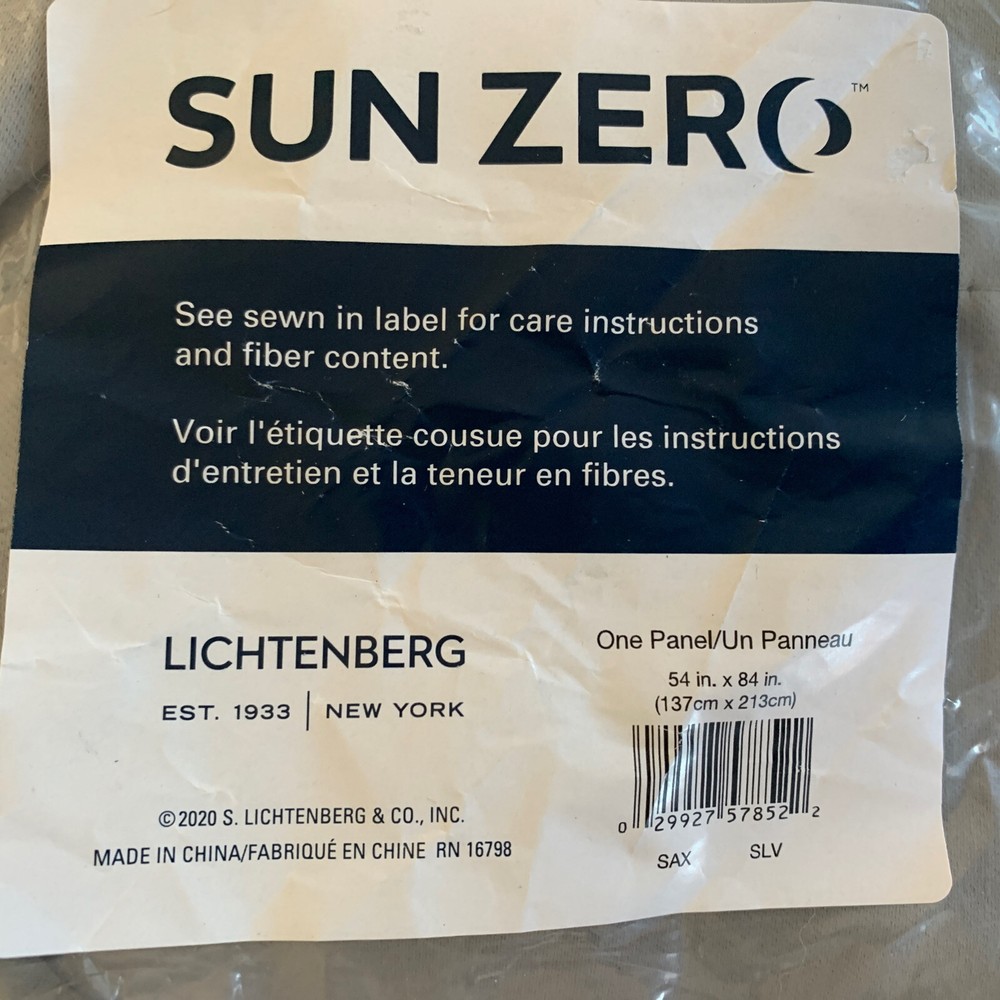 SUN ZERO™
See sewn in label for care instructions
and fiber content.
Voir l'étiquette cousue pour les instructions
d'entretien et la teneur en fibres.
LICHTENBERG
EST. 1933 | NEW YORK
©2020 S. LICHTENBERG & CO., INC.
MADE IN CHINA/FABRIQUÉ EN CHINE RN 16798
One Panel/Un Panneau
54 in. x 84 in.
(137cm x 213cm)
0 29927 57852 2
SAX SLV